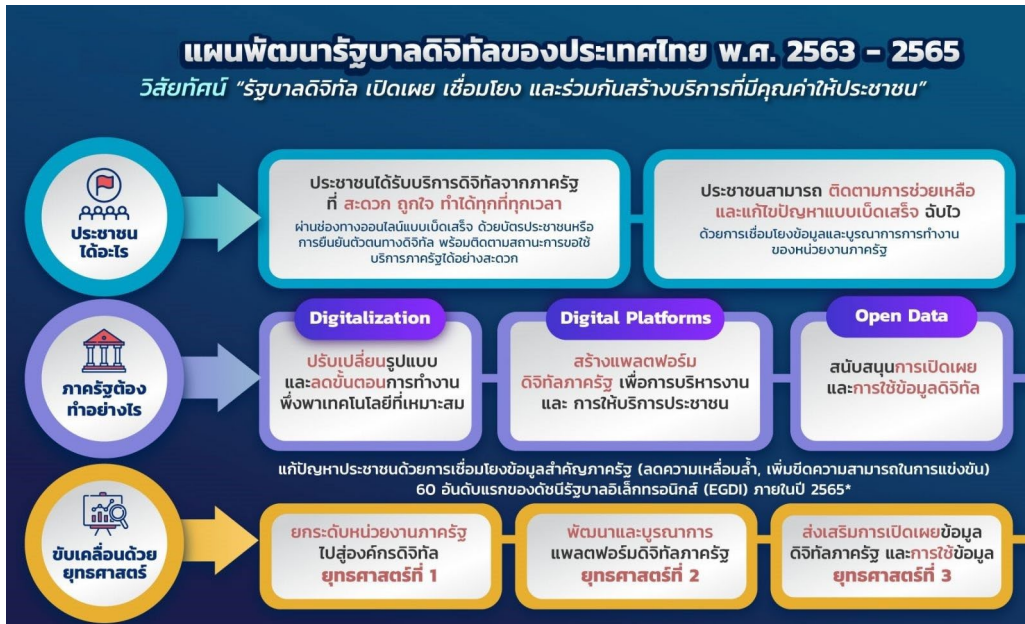 แผนพัฒนารัฐบาลดิจิทัลของประเทศไทย พ.ศ. 2563 - 2565
วิสัยทัศน์ “รัฐบาลดิจิทัล เปิดเผย เชื่อมโยง และร่วมกันสร้างบริการที่มีคุณค่าให้ประชาชน”
ประชาชน
ได้อะไร
ประชาชนได้รับบริการดิจิทัลจากภาครัฐ
ที่ สะดวก ถูกใจ ทำได้ทุกที่ทุกเวลา
ผ่านช่องทางออนไลน์แบบเบ็ดเสร็จ ด้วยบัตรประชาชนหรือ
การยืนยันตัวตนทางดิจิทัล พร้อมติดตามสถานะการขอใช้
บริการภาครัฐได้อย่างสะดวก
ประชาชนสามารถ ติดตามการช่วยเหลือ
และแก้ไขปัญหาแบบเบ็ดเสร็จ ฉับไว
ด้วยการเชื่อมโยงข้อมูลและบูรณาการการทำงาน
ของหน่วยงานภาครัฐ
ภาครัฐต้อง
ทำอย่างไร
Digitalization
ปรับเปลี่ยนรูปแบบ
และลดขั้นตอนการทำงาน
พึ่งพาเทคโนโลยีที่เหมาะสม
Digital Platforms
สร้างแพลตฟอร์ม
ดิจิทัลภาครัฐ เพื่อการบริหารงาน
และ การให้บริการประชาชน
Open Data
สนับสนุนการเปิดเผย
และการใช้ข้อมูลดิจิทัล
แก้ปัญหาประชาชนด้วยการเชื่อมโยงข้อมูลสำคัญภาครัฐ (ลดความเหลื่อมล้ำ, เพิ่มขีดความสามารถในการแข่งขัน)
60 อันดับแรกของดัชนีรัฐบาลอิเล็กทรอนิกส์ (EGDI) ภายในปี 2565*
ขับเคลื่อนด้วย
ยุทธศาสตร์
ยกระดับหน่วยงานภาครัฐ
ไปสู่องค์กรดิจิทัล
ยุทธศาสตร์ที่ 1
พัฒนาและบูรณาการ
แพลตฟอร์มดิจิทัลภาครัฐ
ยุทธศาสตร์ที่ 2
ส่งเสริมการเปิดเผยข้อมูล
ดิจิทัลภาครัฐ และการใช้ข้อมูล
ยุทธศาสตร์ที่ 3